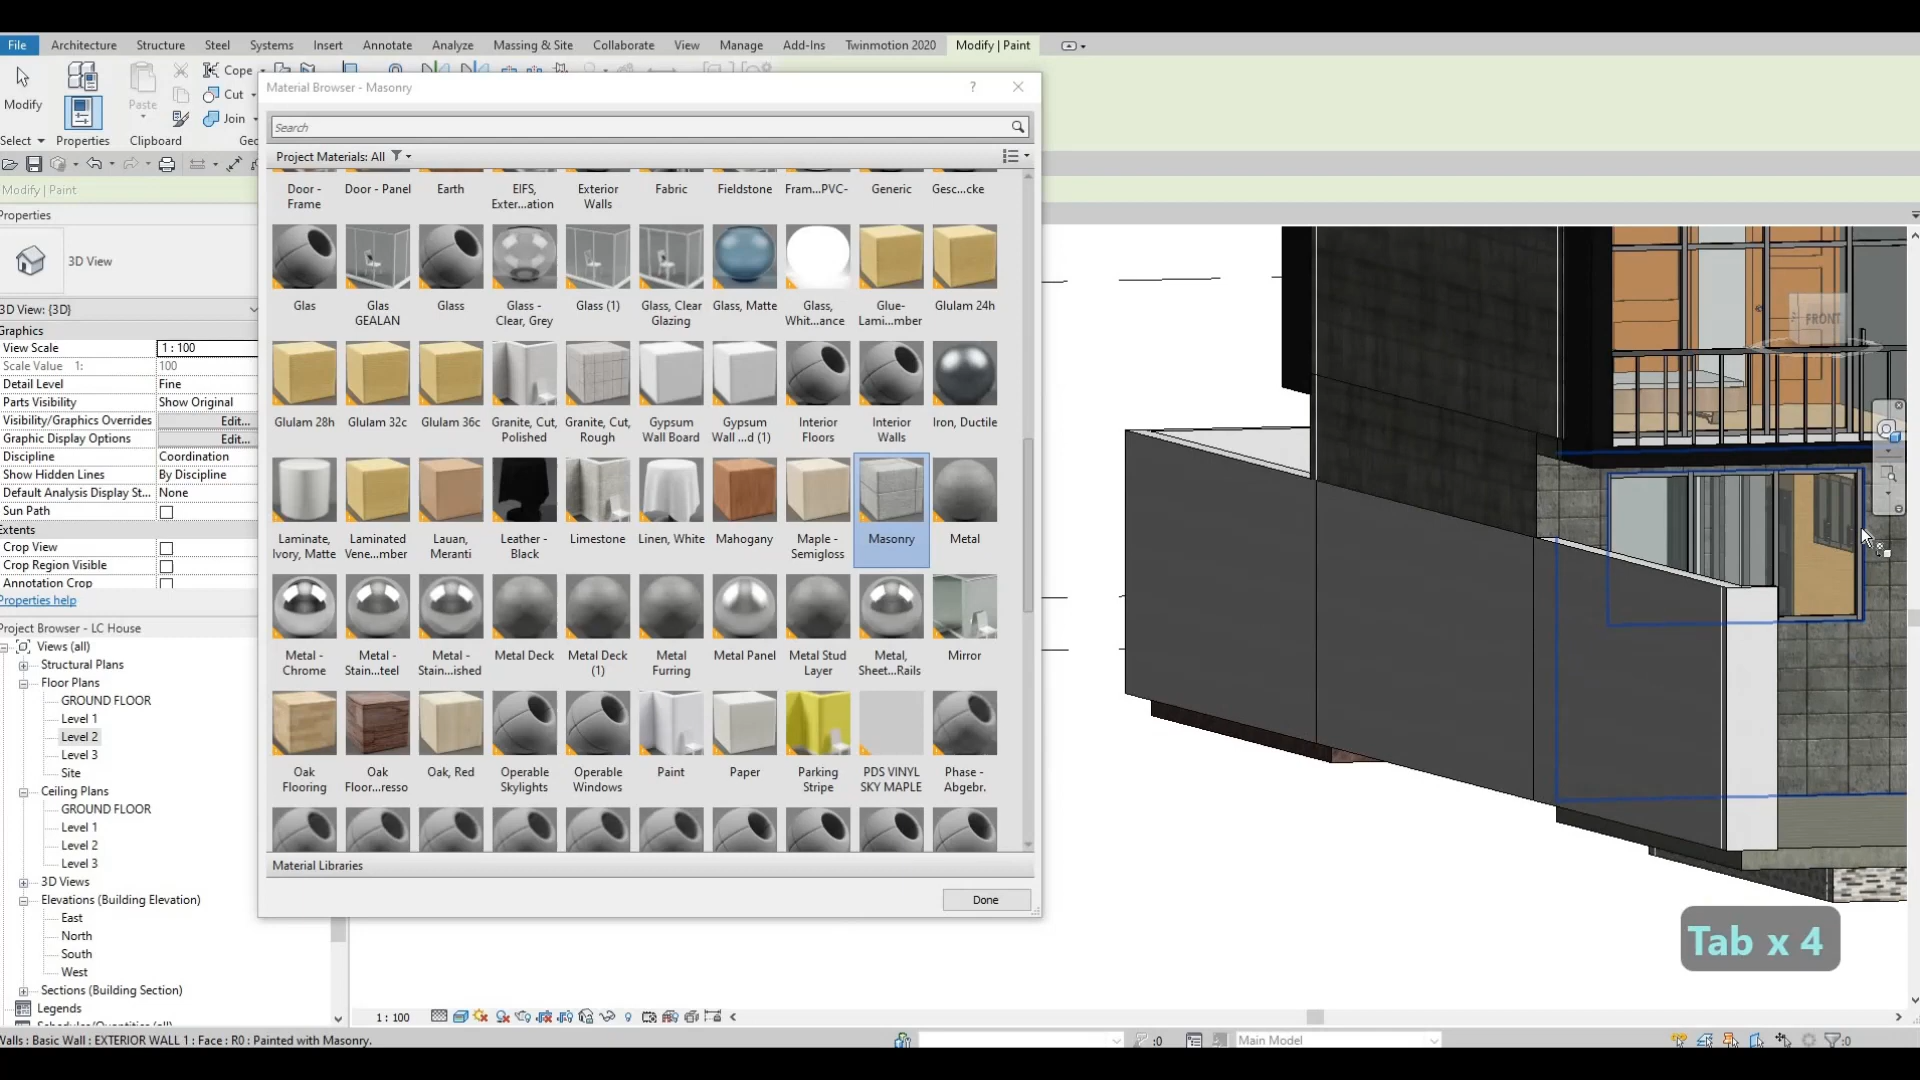 File Architecture Structure Steel Systems Insert Annotate Analyze Massing & Site Collaborate View Manage Add-Ins Twinmotion 2020 Modify | Paint
Modify Paste Cope Cut Join
Select Properties Clipboard
Modify | Paint
Material Browser - Masonry ?
Search
Project Materials: All
Door - Frame
Door - Panel
Earth
EIFS, Exter...ation
Exterior Walls
Fabric
Fieldstone
Fram...PVC-
Generic
Gesc...cke
Glas
Glas GEALAN
Glass
Glass - Clear, Grey
Glass (1)
Glass, Clear Glazing
Glass, Matte
Glass, Whit...ance
Glue-Lami...mber
Glulam 24h
Glulam 28h
Glulam 32c
Glulam 36c
Granite, Cut, Polished
Granite, Cut, Rough
Gypsum Wall Board
Gypsum Wall ...d (1)
Interior Floors
Interior Walls
Iron, Ductile
Laminate, Ivory, Matte
Laminated Vene...mber
Lauan, Meranti
Leather - Black
Limestone
Linen, White
Mahogany
Maple - Semigloss
Masonry
Metal
Metal - Chrome
Metal - Stain...teel
Metal - Stain...ished
Metal Deck
Metal Deck (1)
Metal Furring
Metal Panel
Metal Stud Layer
Metal, Sheet...Rails
Mirror
Oak Flooring
Oak Floor...resso
Oak, Red
Operable Skylights
Operable Windows
Paint
Paper
Parking Stripe
PDS VINYL SKY MAPLE
Phase - Abgebr.
Material Libraries
Done
Properties
3D View
3D View: {3D}
Graphics
View Scale 1 : 100
Scale Value 1: 100
Detail Level Fine
Parts Visibility Show Original
Visibility/Graphics Overrides Edit...
Graphic Display Options Edit...
Discipline Coordination
Show Hidden Lines By Discipline
Default Analysis Display St... None
Sun Path
Extents
Crop View
Crop Region Visible
Annotation Crop
Properties help
Project Browser - LC House
Views (all)
Structural Plans
Floor Plans
GROUND FLOOR
Level 1
Level 2
Level 3
Site
Ceiling Plans
GROUND FLOOR
Level 1
Level 2
Level 3
3D Views
Elevations (Building Elevation)
East
North
South
West
Sections (Building Section)
Legends
FRONT
Tab x 4
1 : 100
Walls : Basic Wall : EXTERIOR WALL 1 : Face : R0 : Painted with Masonry.
:0
Main Model
:0